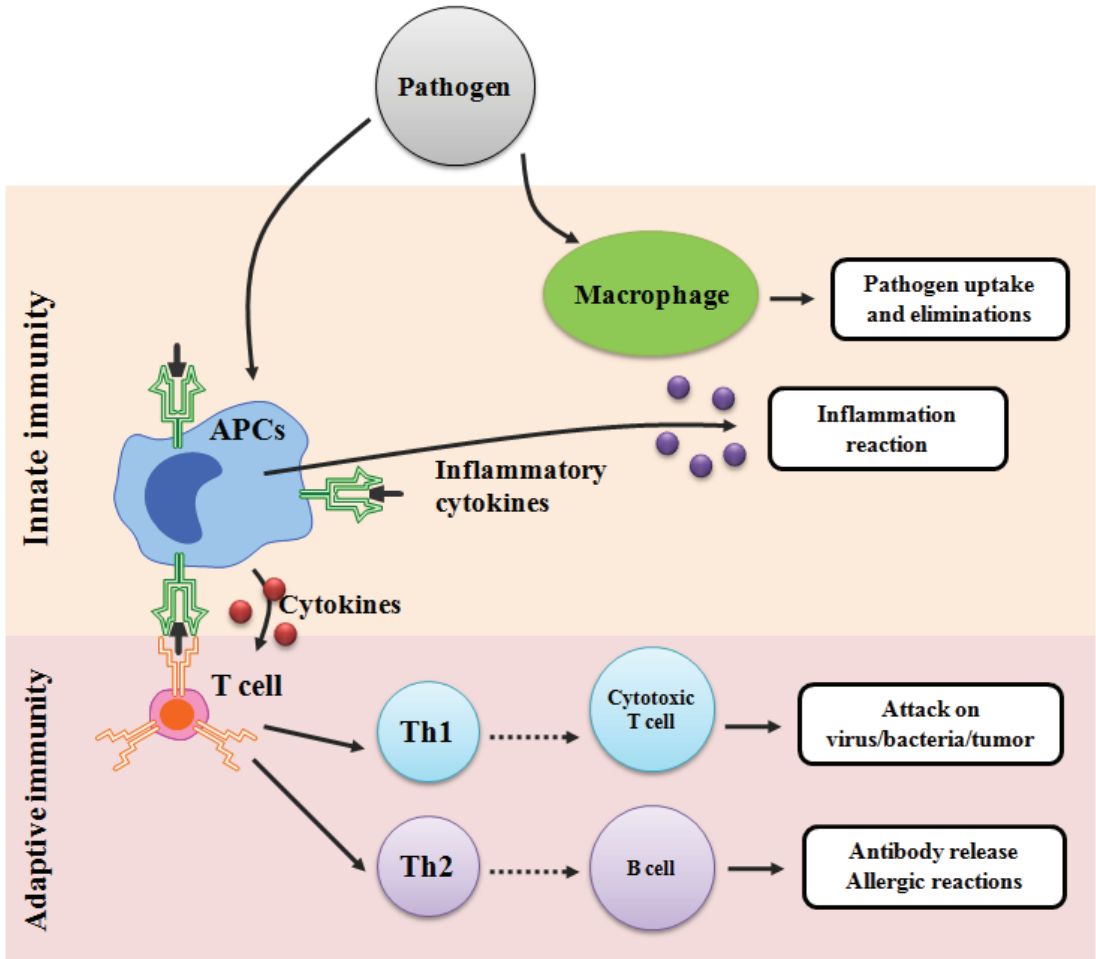 Pathogen
Innate immunity
Macrophage
Pathogen uptake
and eliminations
APCs
Inflammation
reaction
Inflammatory
cytokines
Cytokines
Adaptive immunity
T cell
Th1
Cytotoxic
T cell
Attack on
virus/bacteria/tumor
Th2
B cell
Antibody release
Allergic reactions